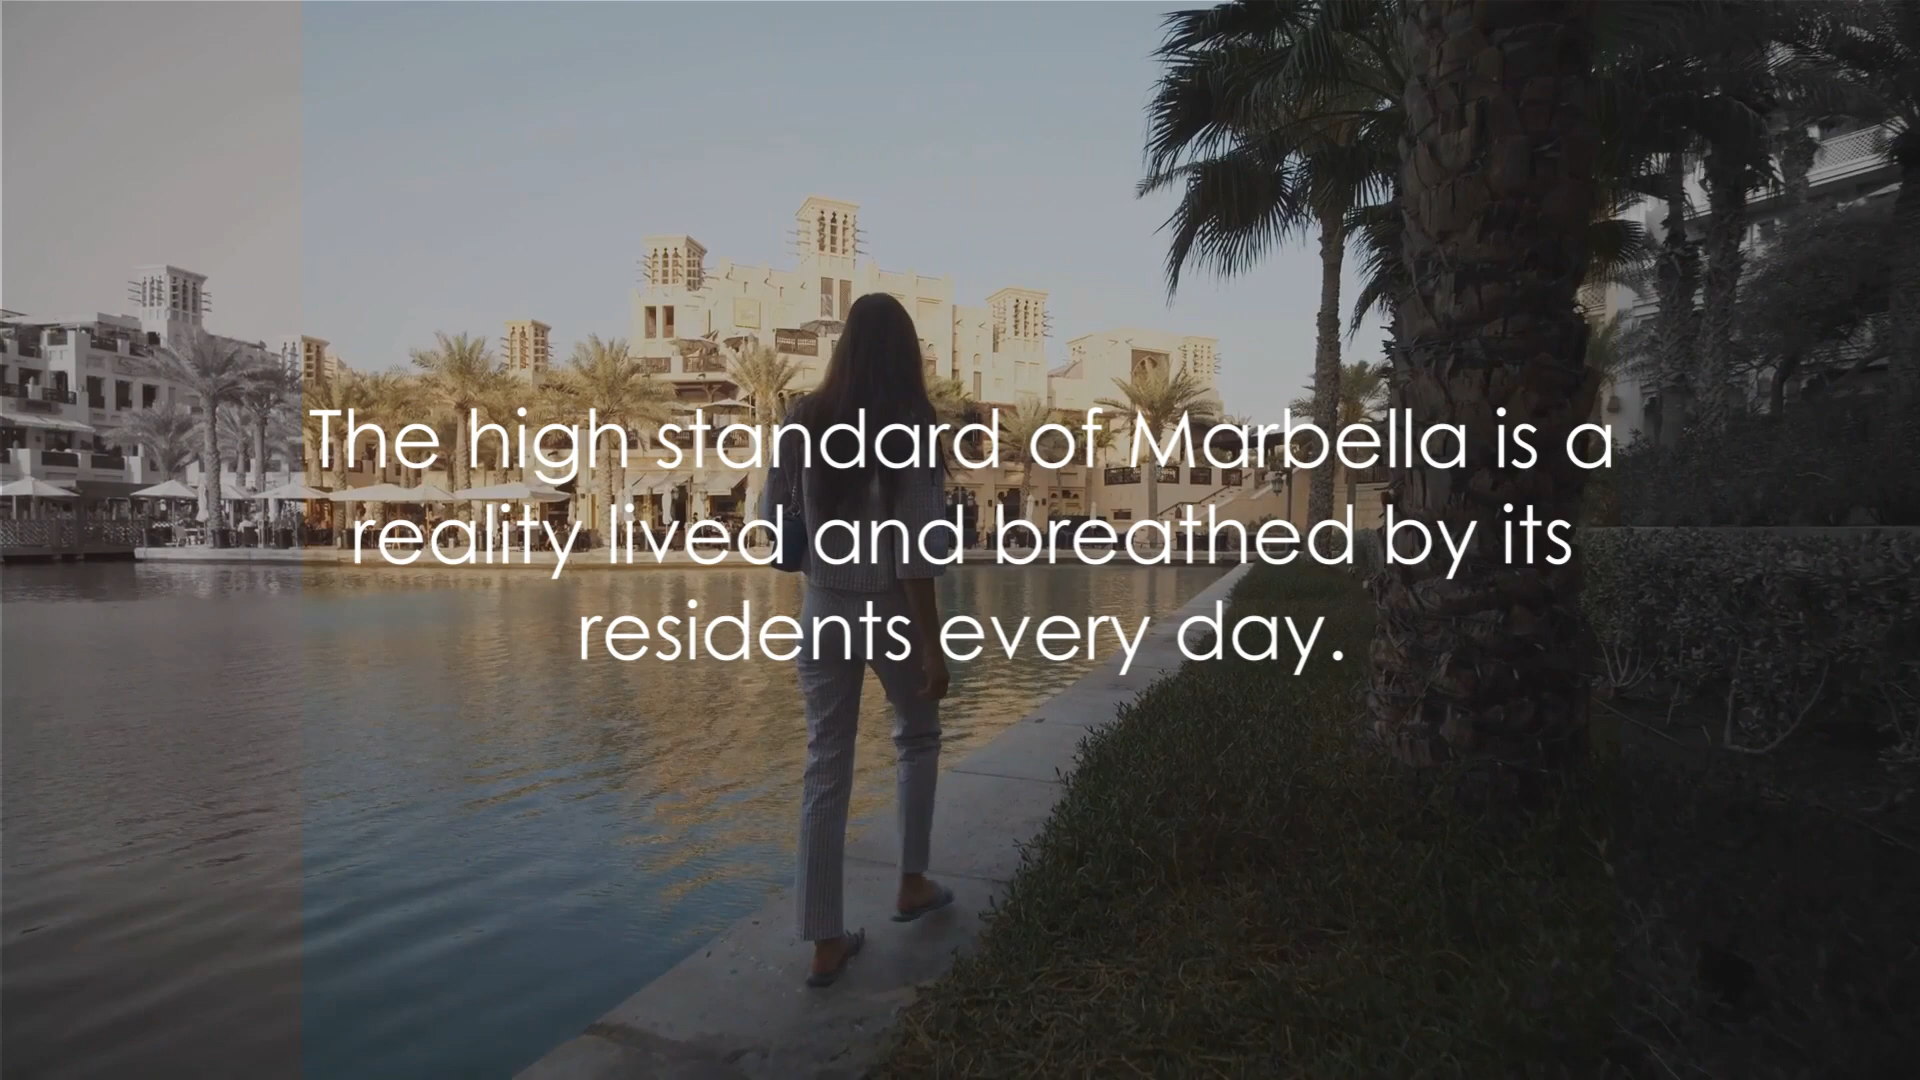 The high standard of Marbella is a
reality lived and breathed by its
residents every day.